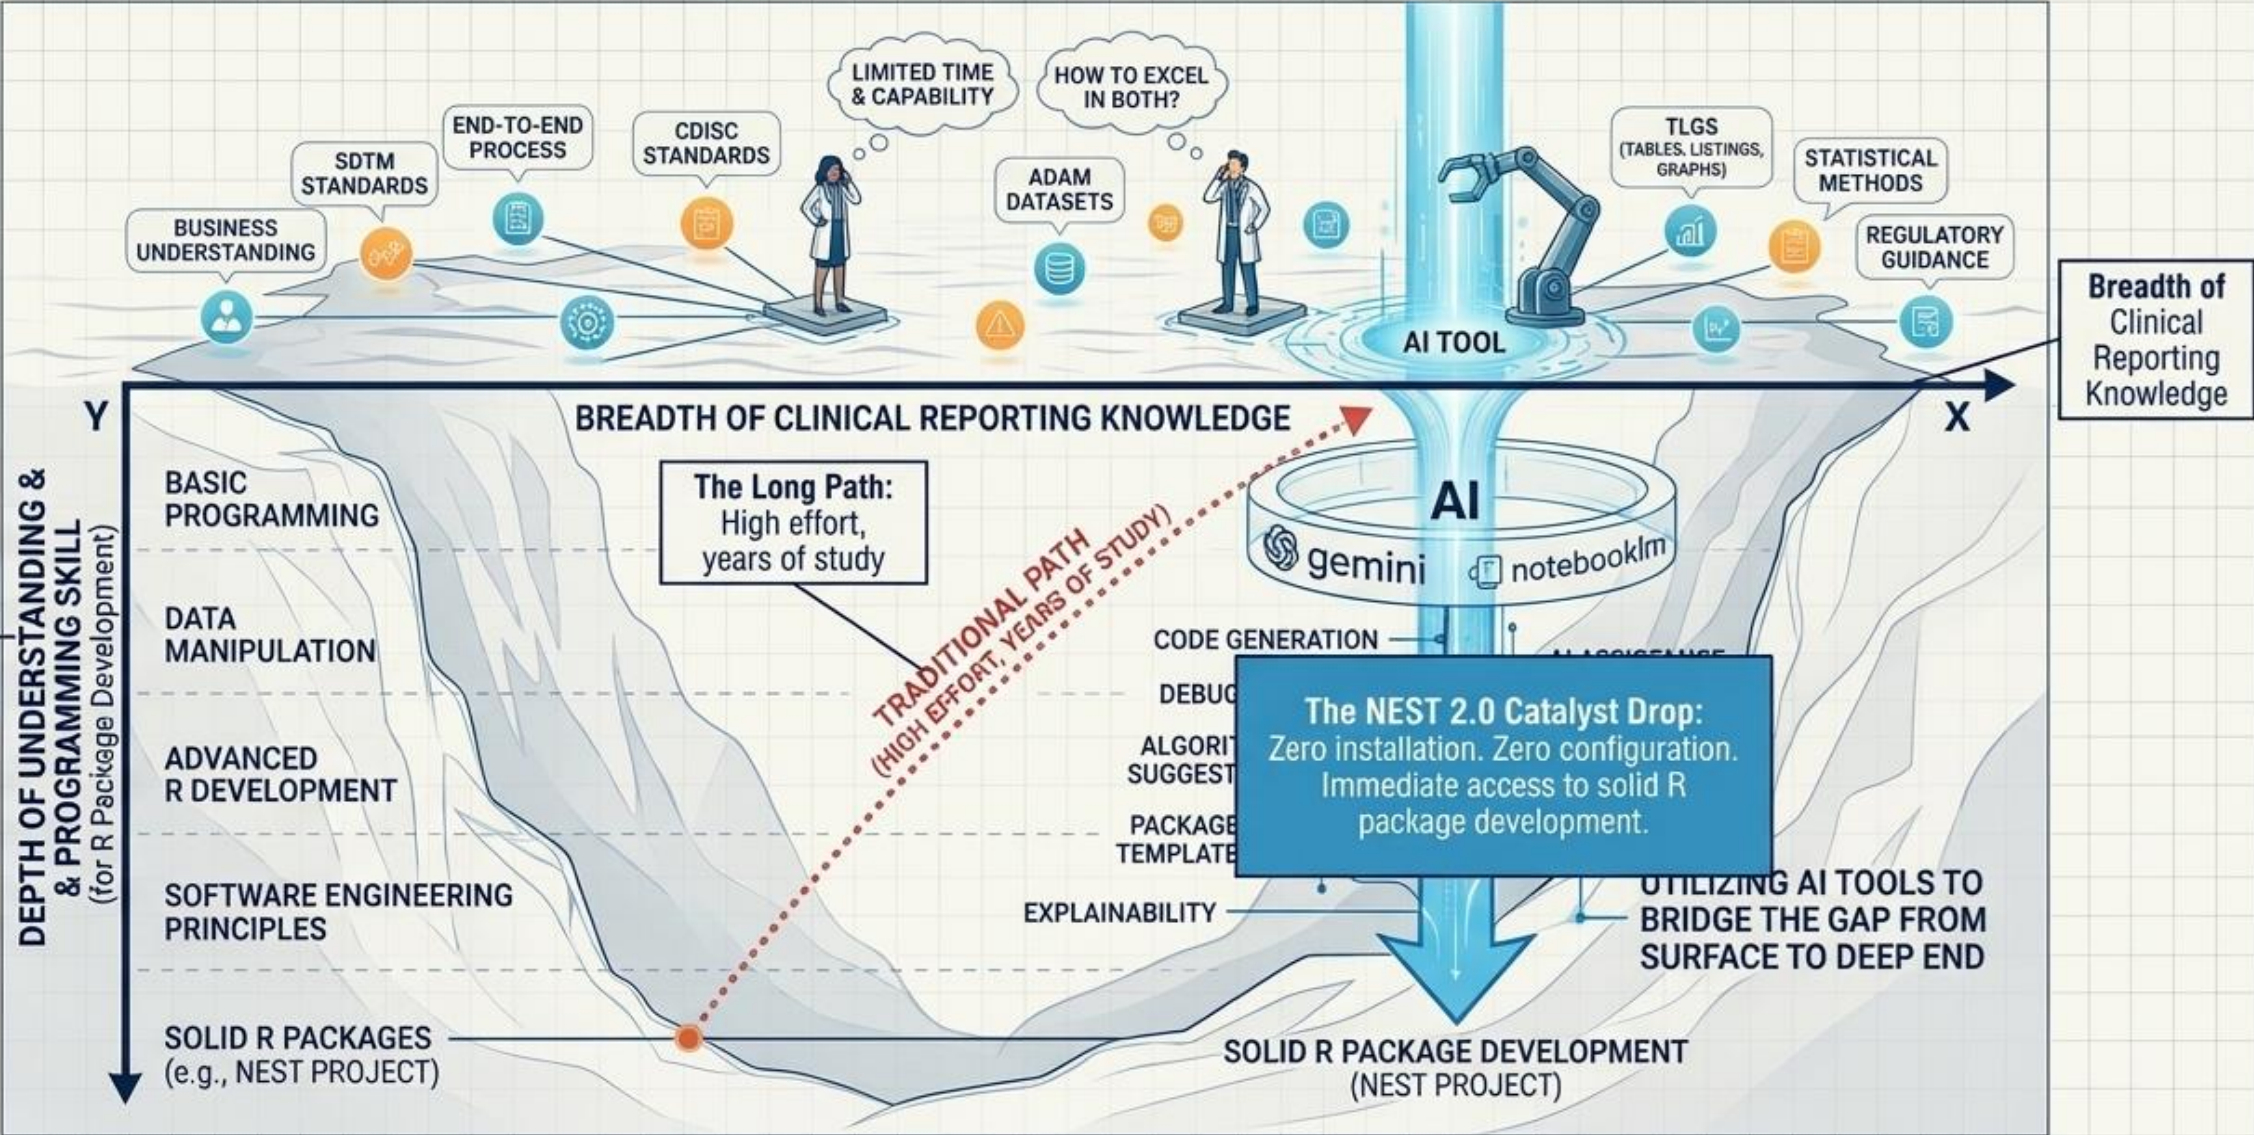 LIMITED TIME
& CAPABILITY
HOW TO EXCEL
IN BOTH?
BUSINESS
UNDERSTANDING
SDTM
STANDARDS
END-TO-END
PROCESS
CDISC
STANDARDS
ADAM
DATASETS
TLGS
(TABLES. LISTINGS,
GRAPHS)
STATISTICAL
METHODS
REGULATORY
GUIDANCE
AI TOOL
Breadth of
Clinical
Reporting
Knowledge
Y
BREADTH OF CLINICAL REPORTING KNOWLEDGE
X
DEPTH OF UNDERSTANDING &
& PROGRAMMING SKILL
(for R Package Development)
BASIC
PROGRAMMING
DATA
MANIPULATION
ADVANCED
R DEVELOPMENT
SOFTWARE ENGINEERING
PRINCIPLES
SOLID R PACKAGES
(e.g., NEST PROJECT)
The Long Path:
High effort,
years of study
TRADITIONAL PATH
(HIGH EFFORT, YEARS OF STUDY)
AI
gemini
notebooklm
CODE GENERATION
DEBUG
ALGORIT
SUGGEST
PACKAGE
TEMPLATE
EXPLAINABILITY
The NEST 2.0 Catalyst Drop:
Zero installation. Zero configuration.
Immediate access to solid R
package development.
UTILIZING AI TOOLS TO
BRIDGE THE GAP FROM
SURFACE TO DEEP END
SOLID R PACKAGE DEVELOPMENT
(NEST PROJECT)